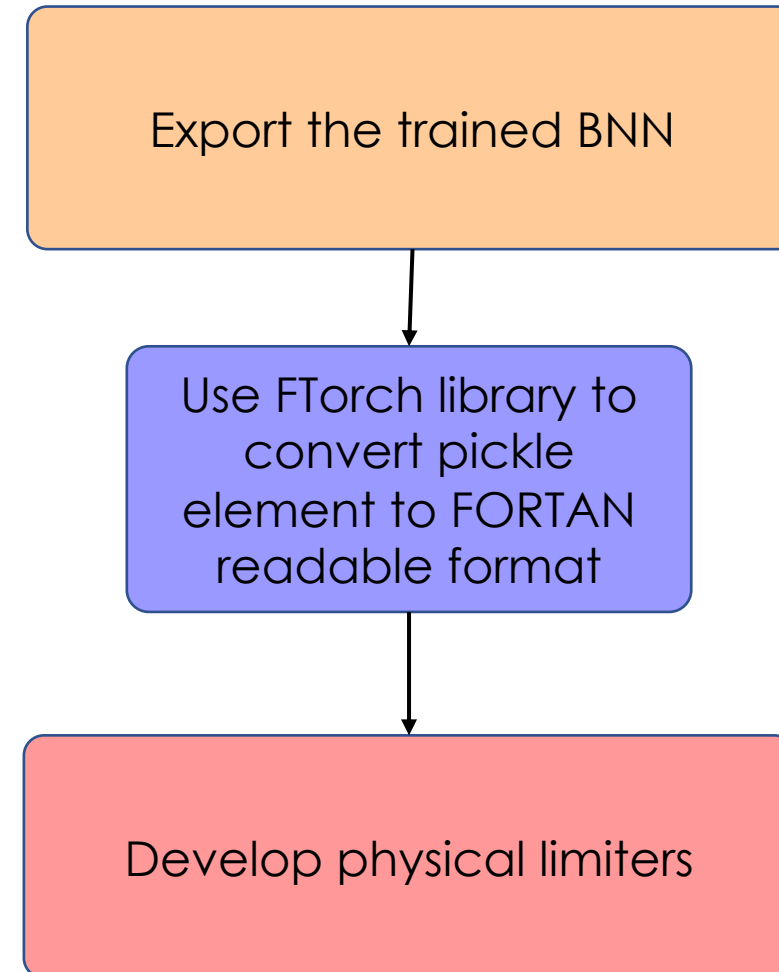 Export the trained BNN
Use FTorch library to
convert pickle
element to FORTAN
readable format
Develop physical limiters